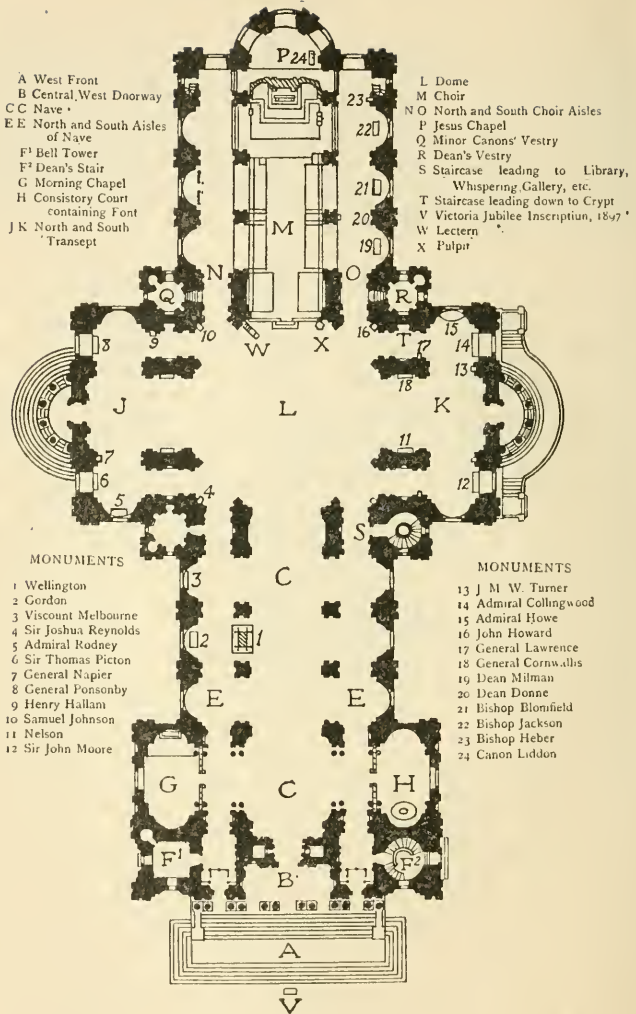 A West Front
B Central West Doorway
C C Nave
E E North and South Aisles
of Nave
F¹ Bell Tower
F² Dean's Stair
G Morning Chapel
H Consistory Court
containing Font
J K North and South
Transept
L Dome
M Choir
N O North and South Choir Aisles
P Jesus Chapel
Q Minor Canons' Vestry
R Dean's Vestry
S Staircase leading to Library,
Whispering Gallery, etc.
T Staircase leading down to Crypt
V Victoria Jubilee Inscription, 1897
W Lectern
X Pulpit
P 24
23
22
21
M
20
19
N
O
Q
R
8
9
10
W
X
16
T
15
14
17
13
18
J
L
K
7
6
5
4
11
12
S
C
3
2
1
E
E
G
C
H
F¹
B
F²
A
V
MONUMENTS
1 Wellington
2 Gordon
3 Viscount Melbourne
4 Sir Joshua Reynolds
5 Admiral Rodney
6 Sir Thomas Picton
7 General Napier
8 General Ponsonby
9 Henry Hallam
10 Samuel Johnson
11 Nelson
12 Sir John Moore
MONUMENTS
13 J M W. Turner
14 Admiral Collingwood
15 Admiral Howe
16 John Howard
17 General Lawrence
18 General Cornwallis
19 Dean Milman
20 Dean Donne
21 Bishop Blomfield
22 Bishop Jackson
23 Bishop Heber
24 Canon Liddon